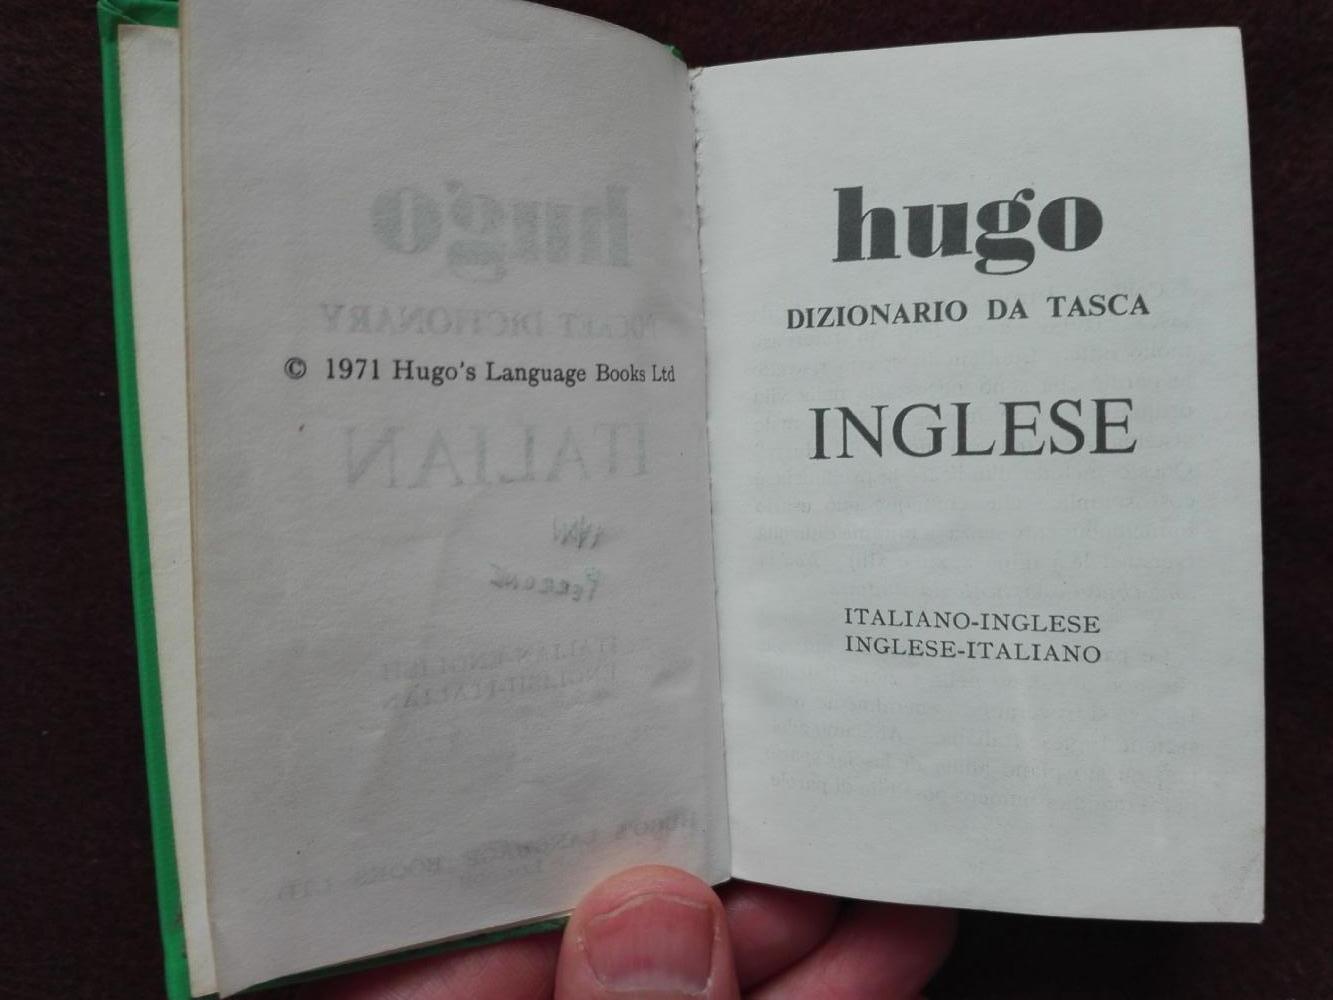 © 1971 Hugo's Language Books Ltd
hugo
DIZIONARIO DA TASCA
INGLESE
ITALIANO-INGLESE
INGLESE-ITALIANO